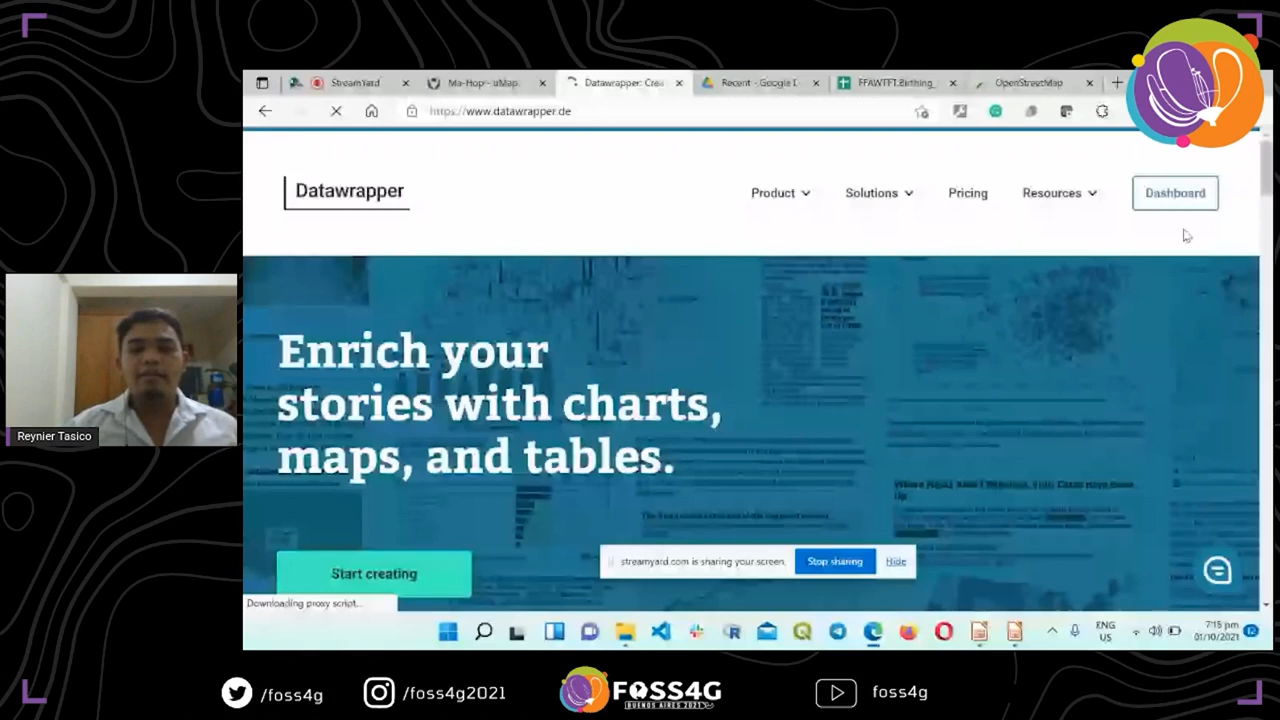 StreamYard
Ma-Hop - uMap
Datawrapper: Crea
Recent - Google D
FFAWTFT.Birthing_
OpenStreetMap
https://www.datawrapper.de
Datawrapper
Product
Solutions
Pricing
Resources
Dashboard
Enrich your
stories with charts,
maps, and tables.
Start creating
streamyard.com is sharing your screen.
Stop sharing
Hide
Downloading proxy script...
Reynier Tasico
ENG
US
7:15 pm
01/10/2021
12
/foss4g
/foss4g2021
FOSS4G
BUENOS AIRES 2021
foss4g